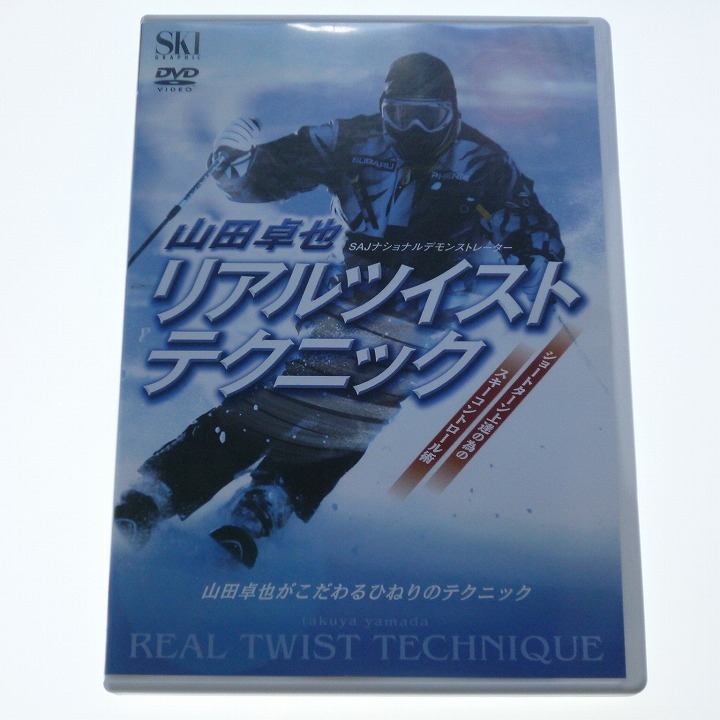 SKI
GRAPHIC
DVD
VIDEO
SUBARU
PHENIX
山田卓也
SAJナショナルデモンストレーター
リアルツイスト
テクニック
ショートターン上達の為の
スキーコントロール術
山田卓也がこだわるひねりのテクニック
takuya yamada
REAL TWIST TECHNIQUE